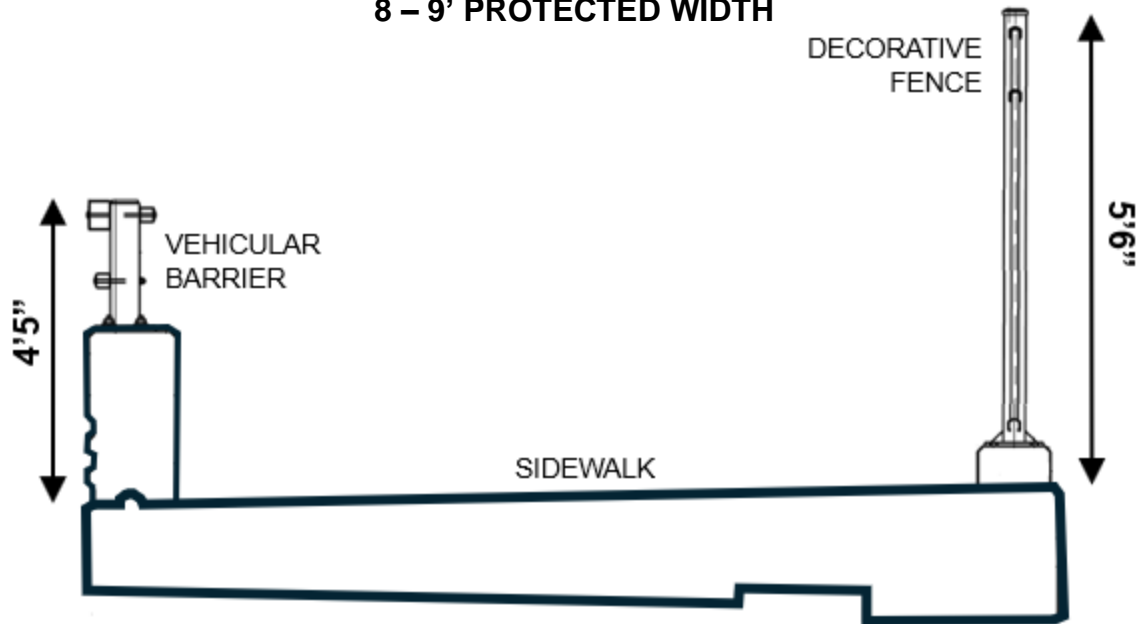 8 – 9’ PROTECTED WIDTH
DECORATIVE
FENCE
VEHICULAR
BARRIER
4’5”
5’6”
SIDEWALK